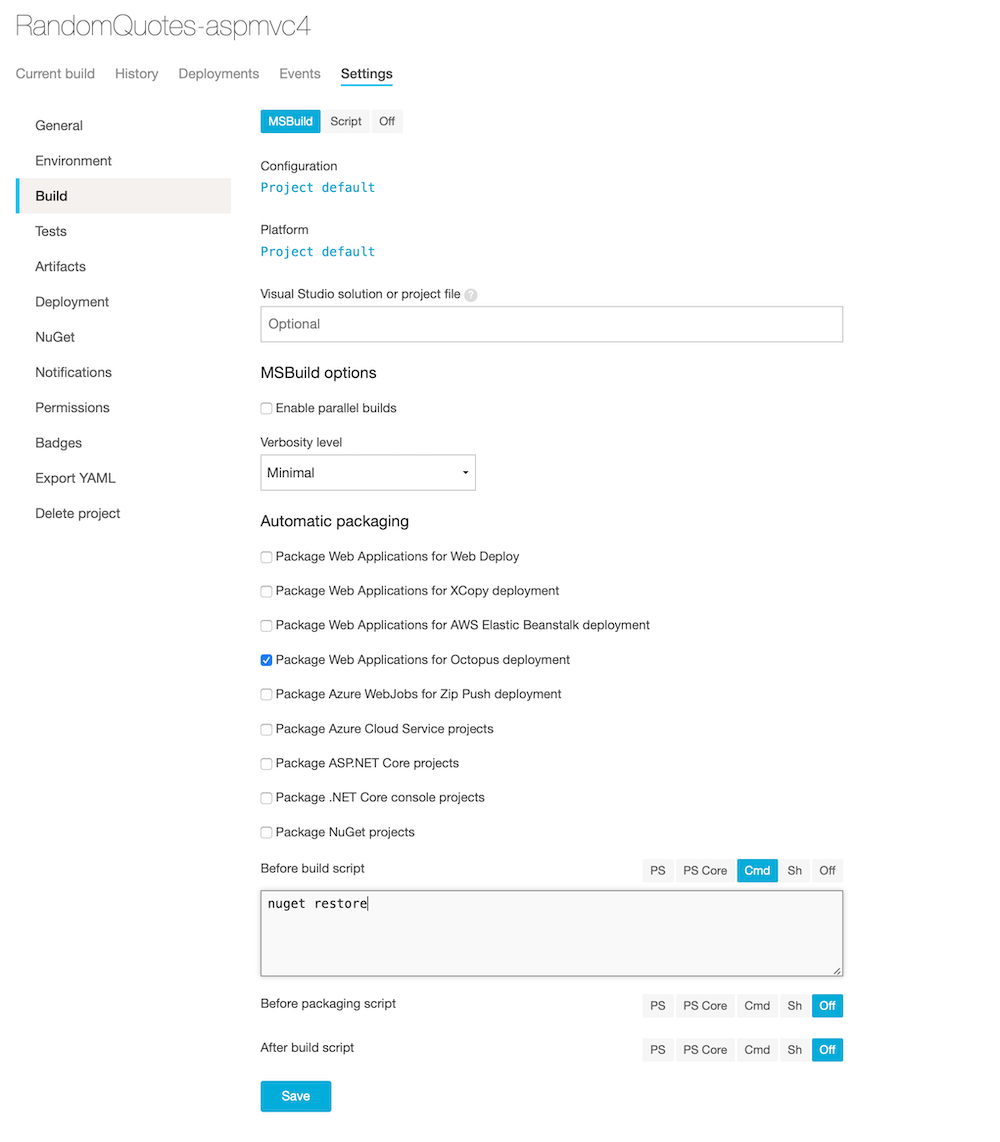 RandomQuotes-aspmvc4
Current build History Deployments Events Settings
General
Environment
Build
Tests
Artifacts
Deployment
NuGet
Notifications
Permissions
Badges
Export YAML
Delete project
MSBuild Script Off
Configuration
Project default
Platform
Project default
Visual Studio solution or project file ?
Optional
MSBuild options
Enable parallel builds
Verbosity level
Minimal
Automatic packaging
Package Web Applications for Web Deploy
Package Web Applications for XCopy deployment
Package Web Applications for AWS Elastic Beanstalk deployment
Package Web Applications for Octopus deployment
Package Azure WebJobs for Zip Push deployment
Package Azure Cloud Service projects
Package ASP.NET Core projects
Package .NET Core console projects
Package NuGet projects
Before build script PS PS Core Cmd Sh Off
nuget restore
Before packaging script PS PS Core Cmd Sh Off
After build script PS PS Core Cmd Sh Off
Save